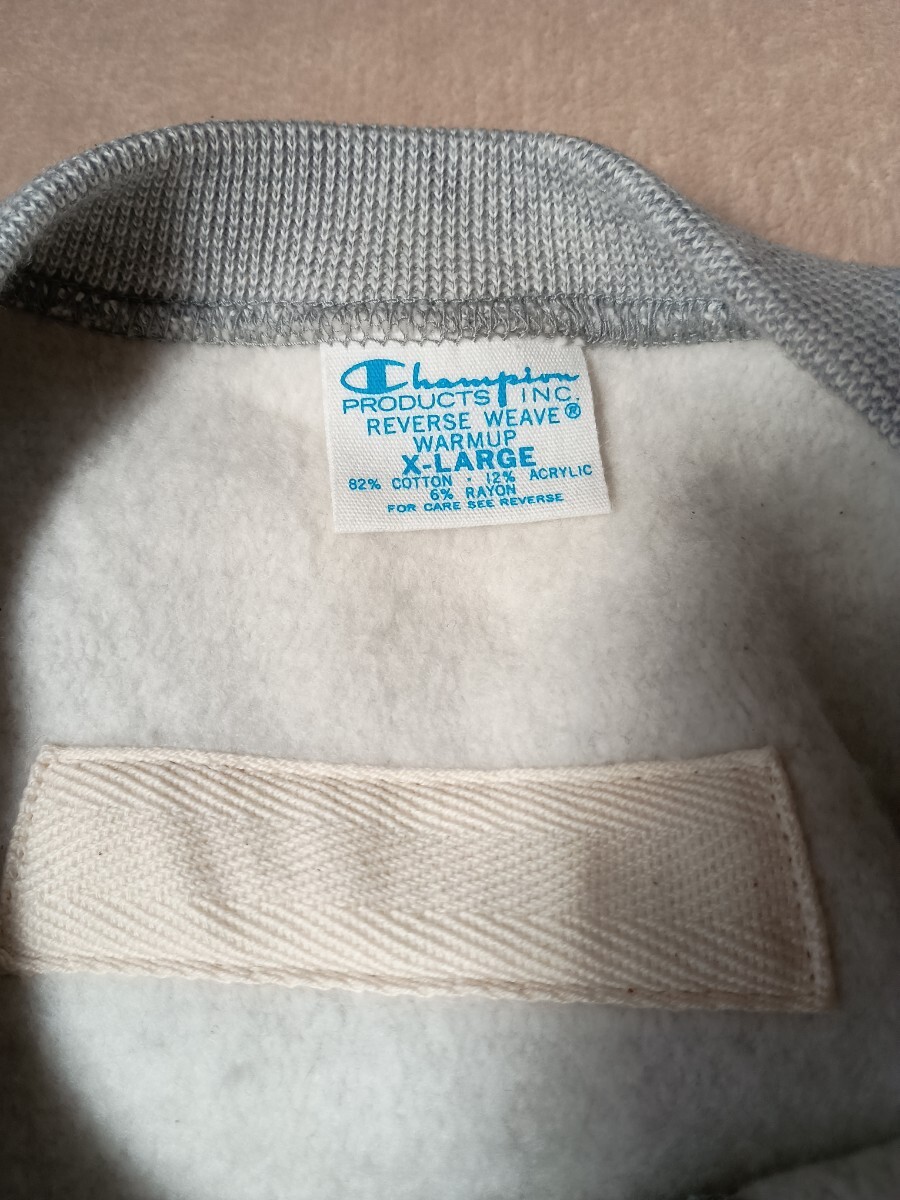 Champion
PRODUCTS INC.
REVERSE WEAVE®
WARMUP
X-LARGE
82% COTTON · 12% ACRYLIC
6% RAYON
FOR CARE SEE REVERSE